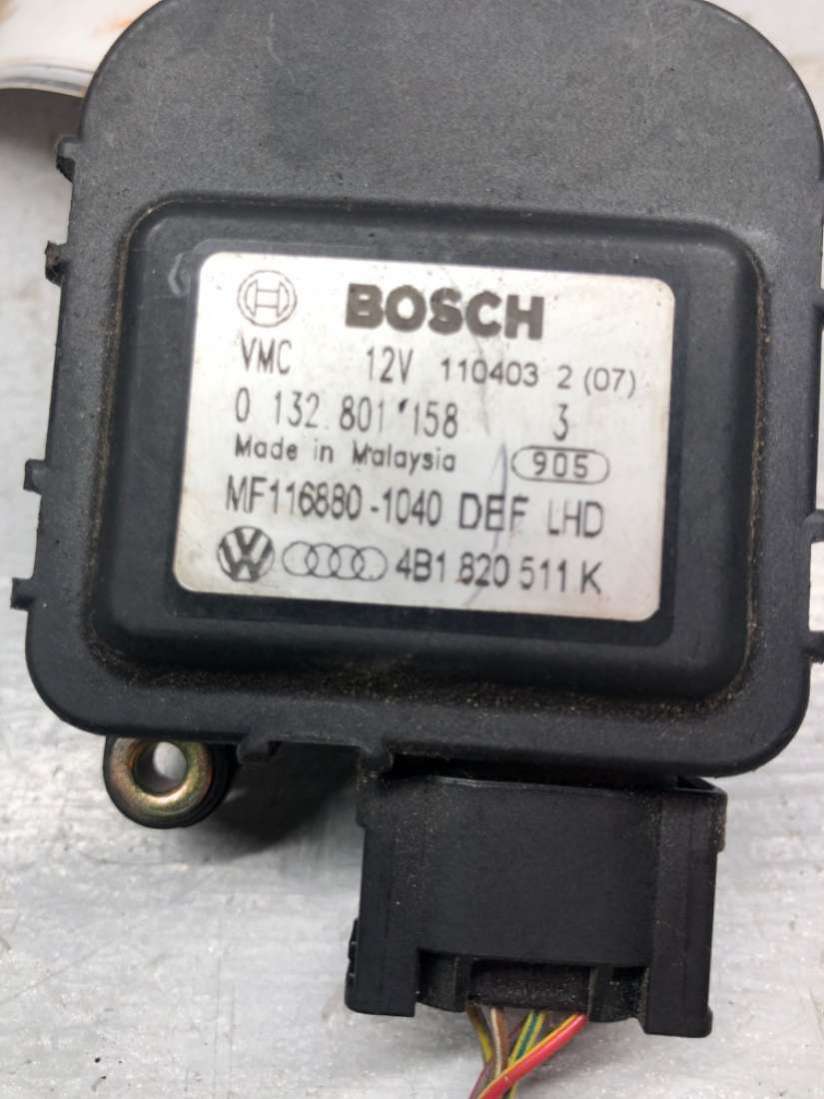 BOSCH
VMC 12V 110403 2 (07)
0 132 801 158 3
Made in Malaysia 905
MF116880-1040 DEF LHD
VW 4B1 820 511 K